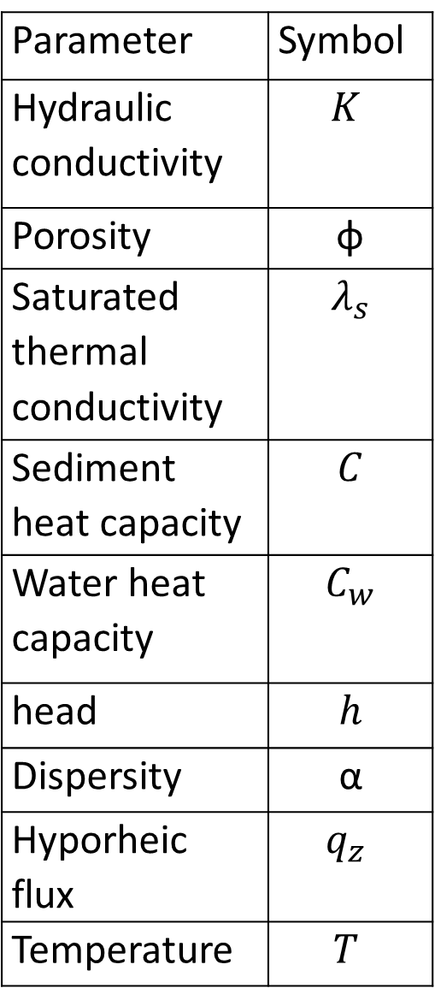 Parameter Symbol
Hydraulic K
conductivity
Porosity ϕ
Saturated λₛ
thermal
conductivity
Sediment C
heat capacity
Water heat C_w
capacity
head h
Dispersity α
Hyporheic q_z
flux
Temperature T